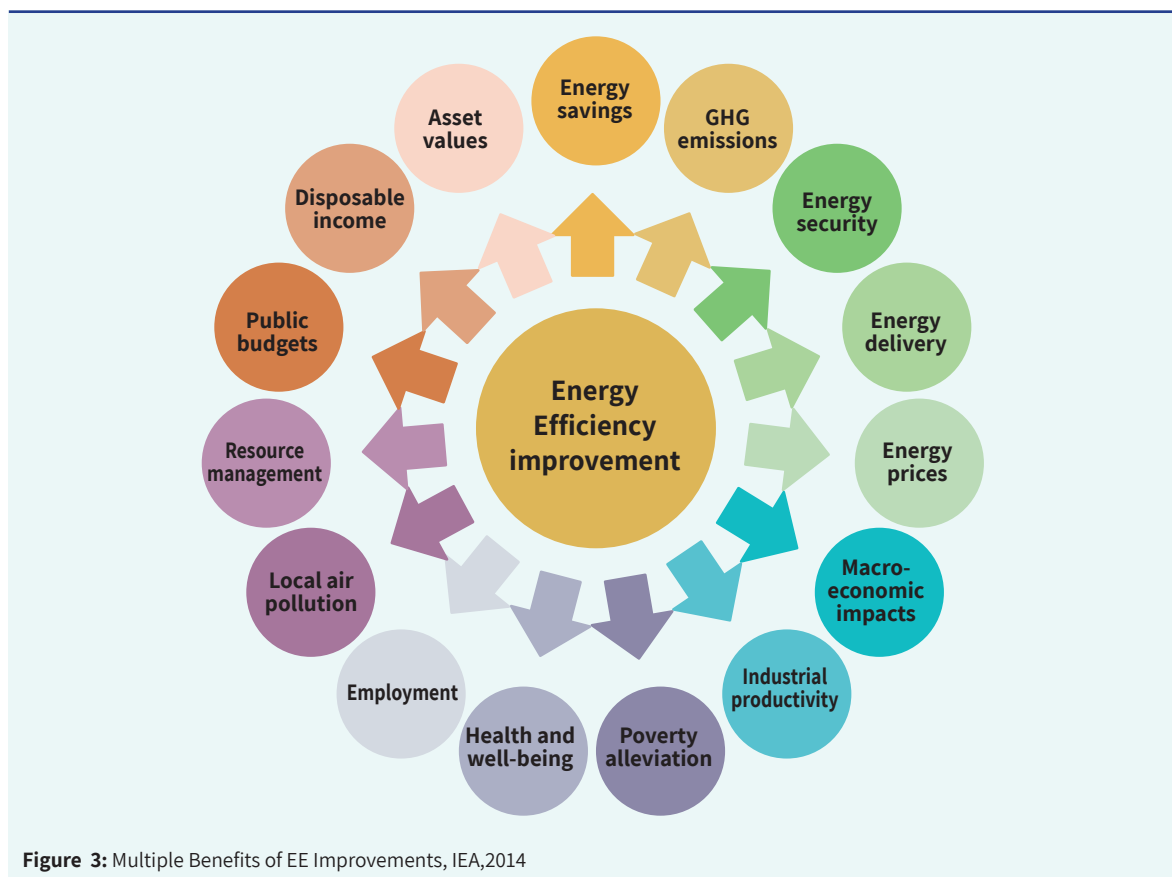 Energy
savings
GHG
emissions
Energy
security
Energy
delivery
Energy
prices
Macro-
economic
impacts
Industrial
productivity
Poverty
alleviation
Health and
well-being
Employment
Local air
pollution
Resource
management
Public
budgets
Disposable
income
Asset
values
Energy
Efficiency
improvement
Figure 3: Multiple Benefits of EE Improvements, IEA,2014